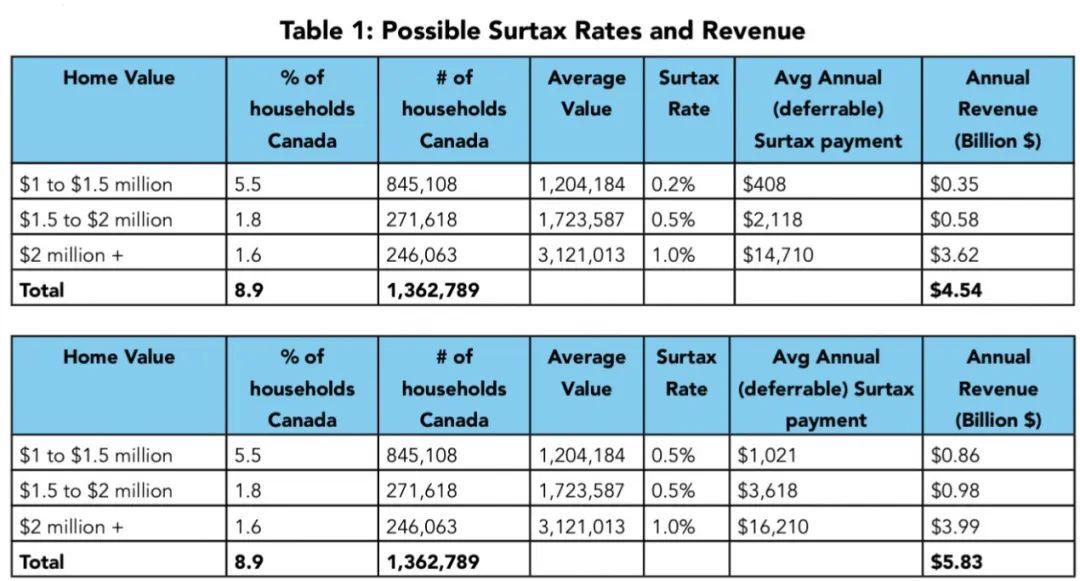 Table 1: Possible Surtax Rates and Revenue
Home Value % of households Canada # of households Canada Average Value Surtax Rate Avg Annual (deferrable) Surtax payment Annual Revenue (Billion $)
$1 to $1.5 million 5.5 845,108 1,204,184 0.2% $408 $0.35
$1.5 to $2 million 1.8 271,618 1,723,587 0.5% $2,118 $0.58
$2 million + 1.6 246,063 3,121,013 1.0% $14,710 $3.62
Total 8.9 1,362,789 $4.54
Home Value % of households Canada # of households Canada Average Value Surtax Rate Avg Annual (deferrable) Surtax payment Annual Revenue (Billion $)
$1 to $1.5 million 5.5 845,108 1,204,184 0.5% $1,021 $0.86
$1.5 to $2 million 1.8 271,618 1,723,587 0.5% $3,618 $0.98
$2 million + 1.6 246,063 3,121,013 1.0% $16,210 $3.99
Total 8.9 1,362,789 $5.83